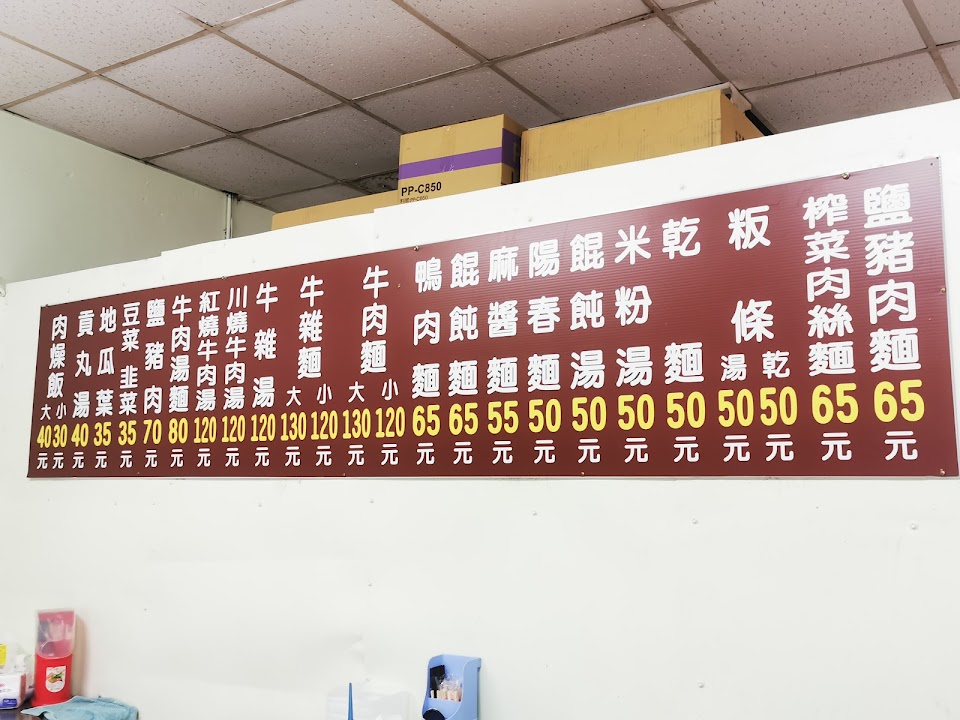 PP-C850
鹽豬肉麵 65元
榨菜肉絲麵 65元
粄條 湯 50元 乾 50元
乾麵 50元
米粉湯 50元
餛飩湯 50元
陽春麵 50元
麻醬麵 55元
餛飩麵 65元
鴨肉麵 65元
牛肉麵 小 120元 大 130元
牛雜麵 小 120元 大 130元
牛雜湯 120元
川燒牛肉湯 120元
紅燒牛肉湯 120元
牛肉湯麵 80元
鹽豬肉 70元
豆菜韭菜 35元
地瓜葉 35元
貢丸湯 40元
肉燥飯 小 30元 大 40元